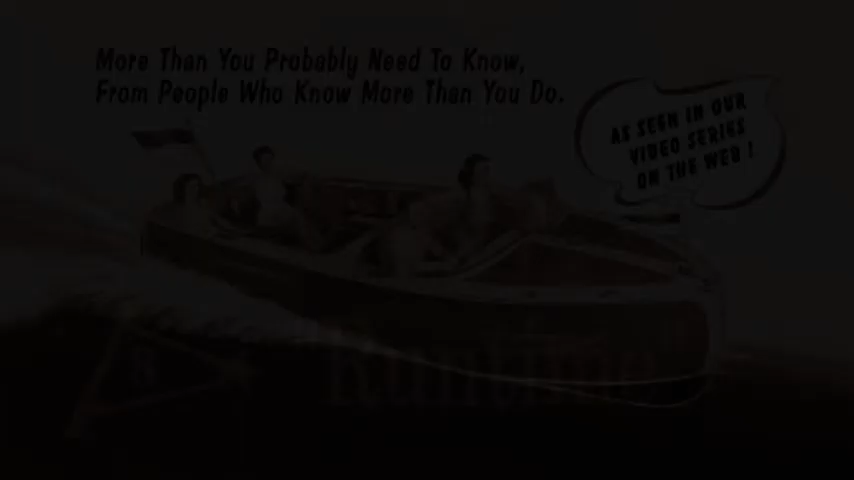 More Than You Probably Need To Know,
From People Who Know More Than You Do.
AS SEEN IN OUR
VIDEO SERIES
ON THE WEB !